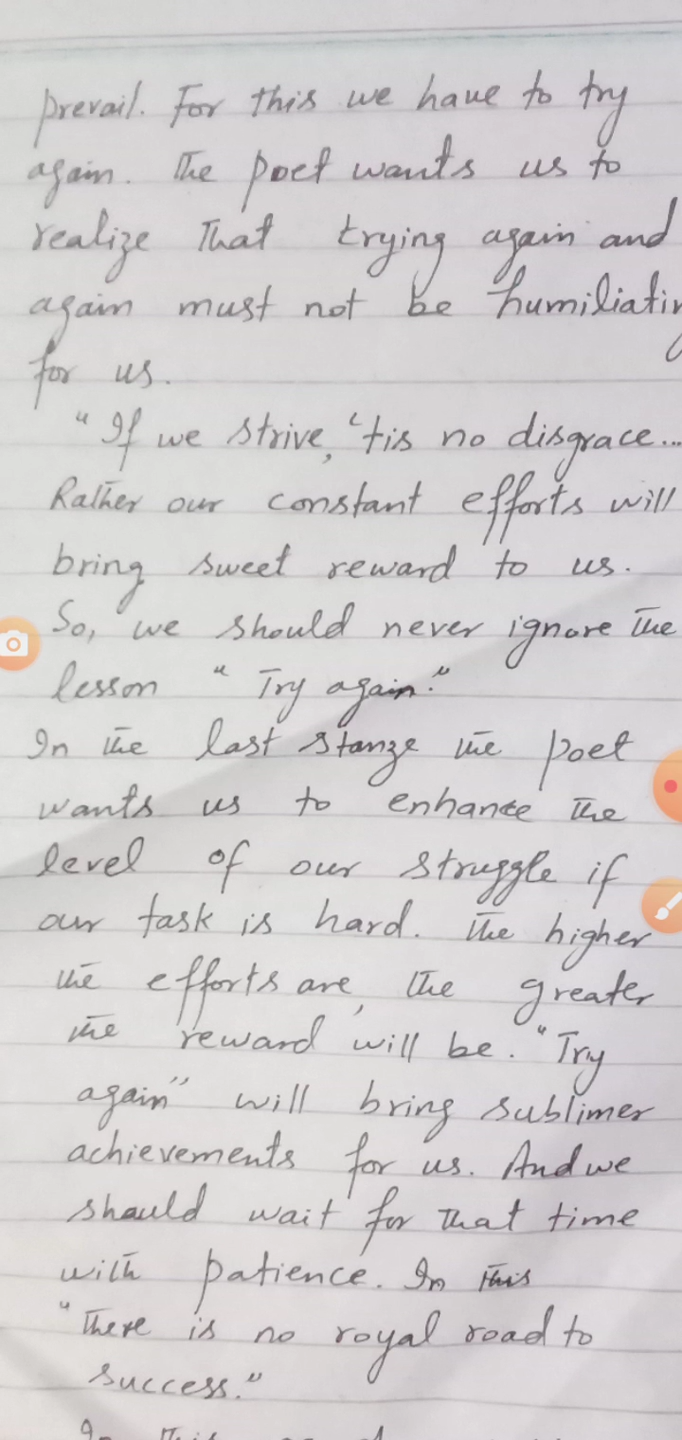 prevail. For this we have to try
again. The poet wants us to
realize that trying again and
again must not be humiliatin
for us.
"If we strive, 'tis no disgrace...
Rather our constant efforts will
bring sweet reward to us.
So, we should never ignore the
lesson "Try again."
In the last stanze the poet
wants us to enhance the
level of our struggle if
our task is hard. The higher
the efforts are, the greater
the reward will be. "Try
again" will bring sublimer
achievements for us. And we
should wait for that time
with patience. In this
"There is no royal road to
success."
In this